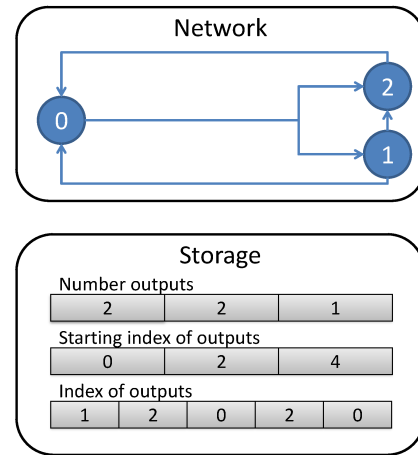 Network
0
2
1
Storage
Number outputs
2 2 1
Starting index of outputs
0 2 4
Index of outputs
1 2 0 2 0